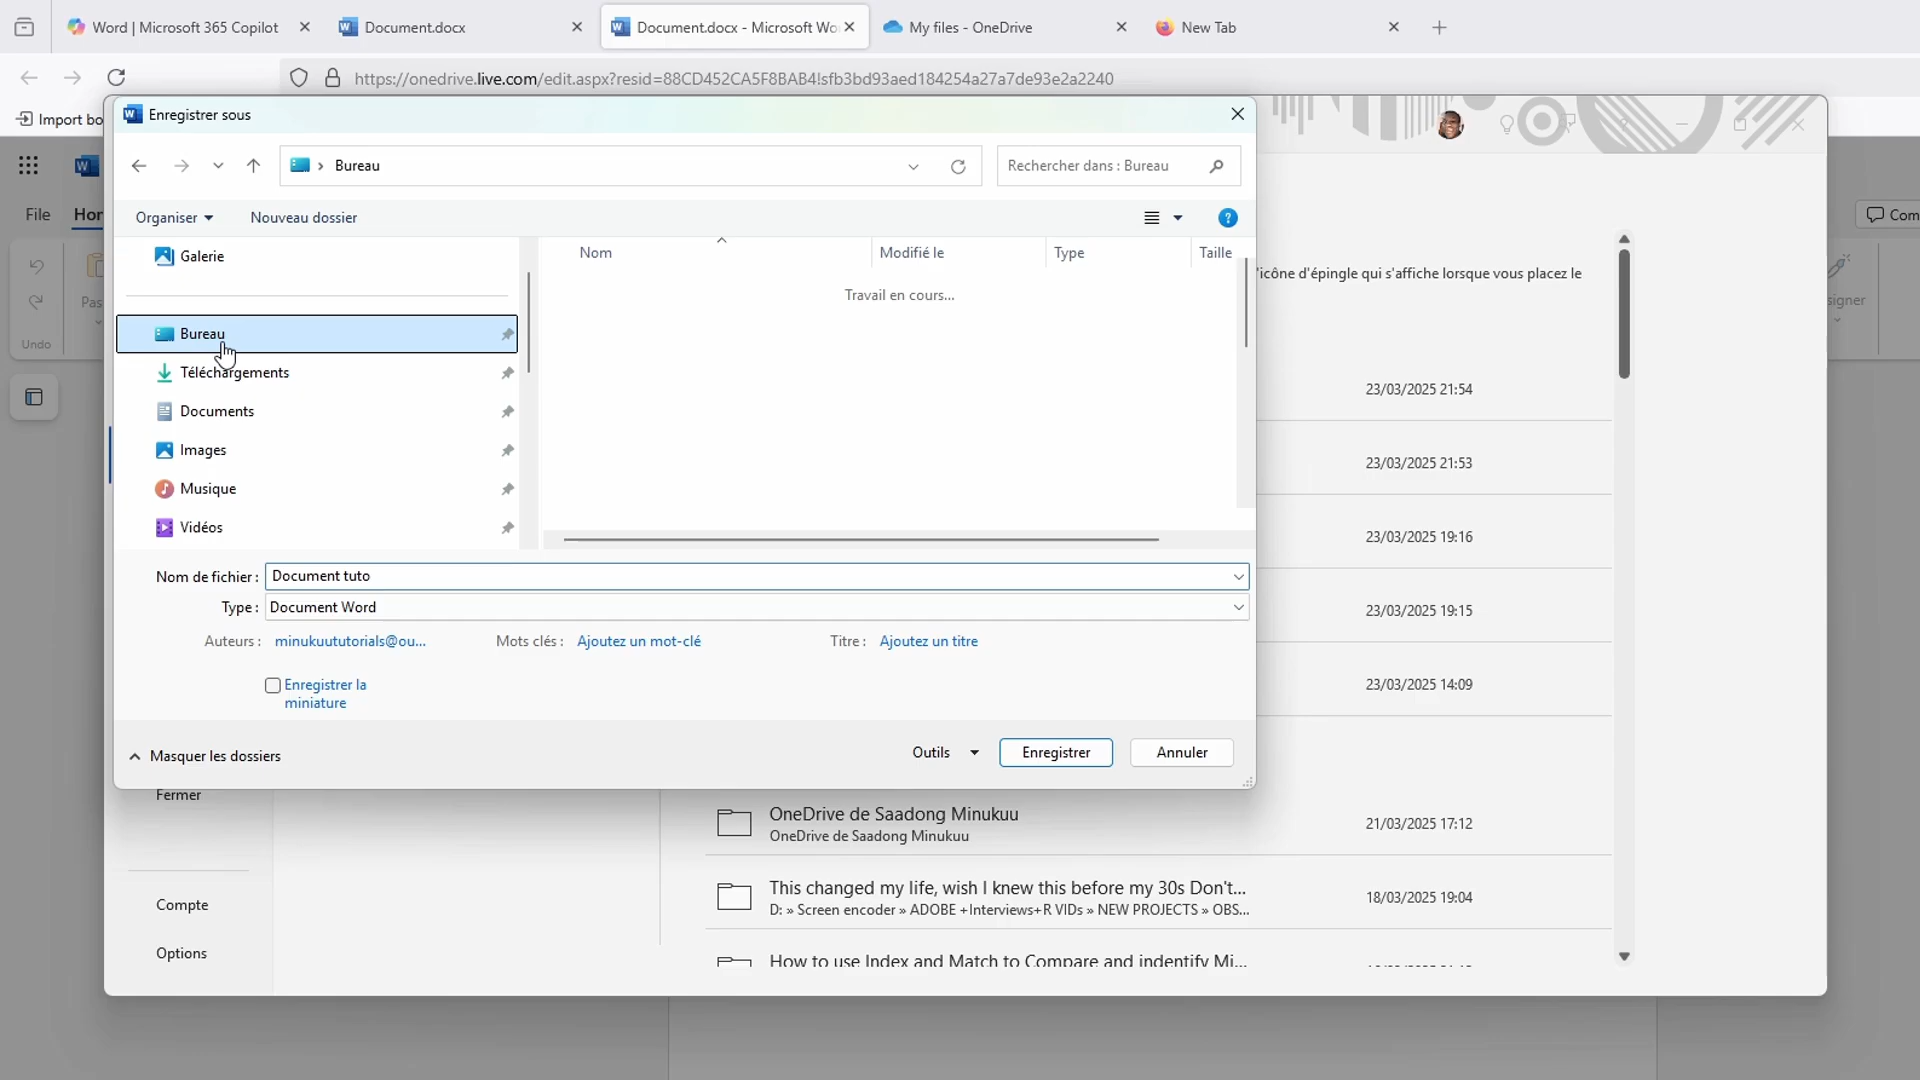 Word | Microsoft 365 Copilot
Document.docx
Document.docx - Microsoft Wo
My files - OneDrive
New Tab
https://onedrive.live.com/edit.aspx?resid=88CD452CA5F8BAB4!sfb3bd93aed184254a27a7de93e2a2240
Import bo
Enregistrer sous
Bureau
Rechercher dans : Bureau
File
Hor
Com
Organiser
Nouveau dossier
Galerie
Nom
Modifié le
Type
Taille
Travail en cours...
'icône d'épingle qui s'affiche lorsque vous placez le
Pas
signer
Undo
Bureau
Téléchargements
Documents
Images
Musique
Vidéos
23/03/2025 21:54
23/03/2025 21:53
23/03/2025 19:16
23/03/2025 19:15
23/03/2025 14:09
Nom de fichier : Document tuto
Type : Document Word
Auteurs : minukuututorials@ou...
Mots clés : Ajoutez un mot-clé
Titre : Ajoutez un titre
Enregistrer la
miniature
Masquer les dossiers
Outils
Enregistrer
Annuler
Fermer
OneDrive de Saadong Minukuu
OneDrive de Saadong Minukuu
21/03/2025 17:12
This changed my life, wish I knew this before my 30s Don't...
D: » Screen encoder » ADOBE +Interviews+R VIDs » NEW PROJECTS » OBS...
18/03/2025 19:04
Compte
Options
How to use Index and Match to Compare and indentify Mi...